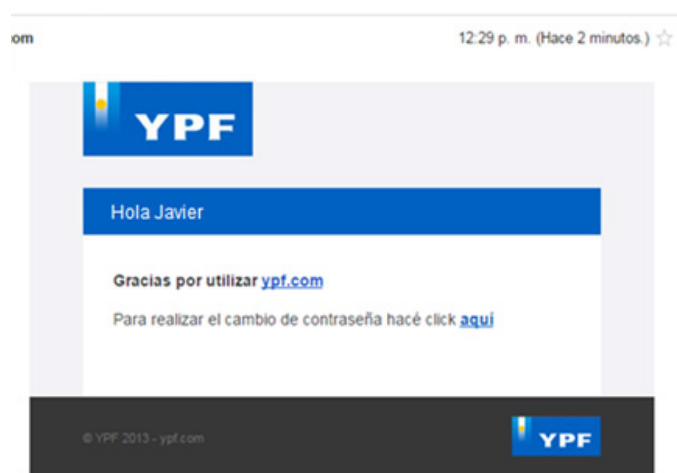 om
12:29 p. m. (Hace 2 minutos.)
YPF
Hola Javier
Gracias por utilizar ypf.com
Para realizar el cambio de contraseña hacé click aquí
© YPF 2013 - ypf.com
YPF